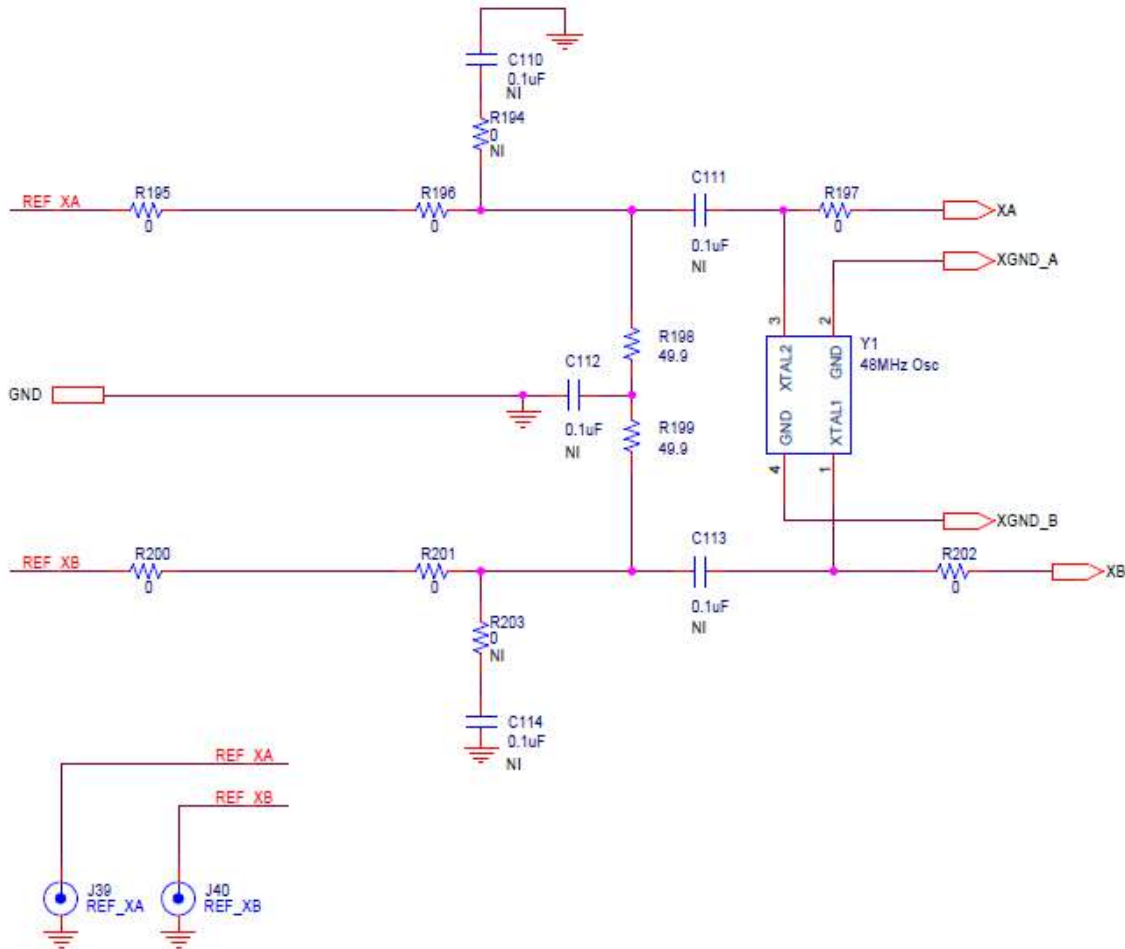 C110
0.1uF
NI
R194
0
NI
REF_XA
R195
0
R196
0
C111
0.1uF
NI
R197
0
XA
XGND_A
3
2
XTAL2
GND
Y1
48MHz Osc
GND
XTAL1
4
1
R198
49.9
C112
0.1uF
NI
GND
R199
49.9
XGND_B
REF_XB
R200
0
R201
0
C113
0.1uF
NI
R202
0
XB
R203
0
NI
C114
0.1uF
NI
REF_XA
REF_XB
J39
REF_XA
J40
REF_XB